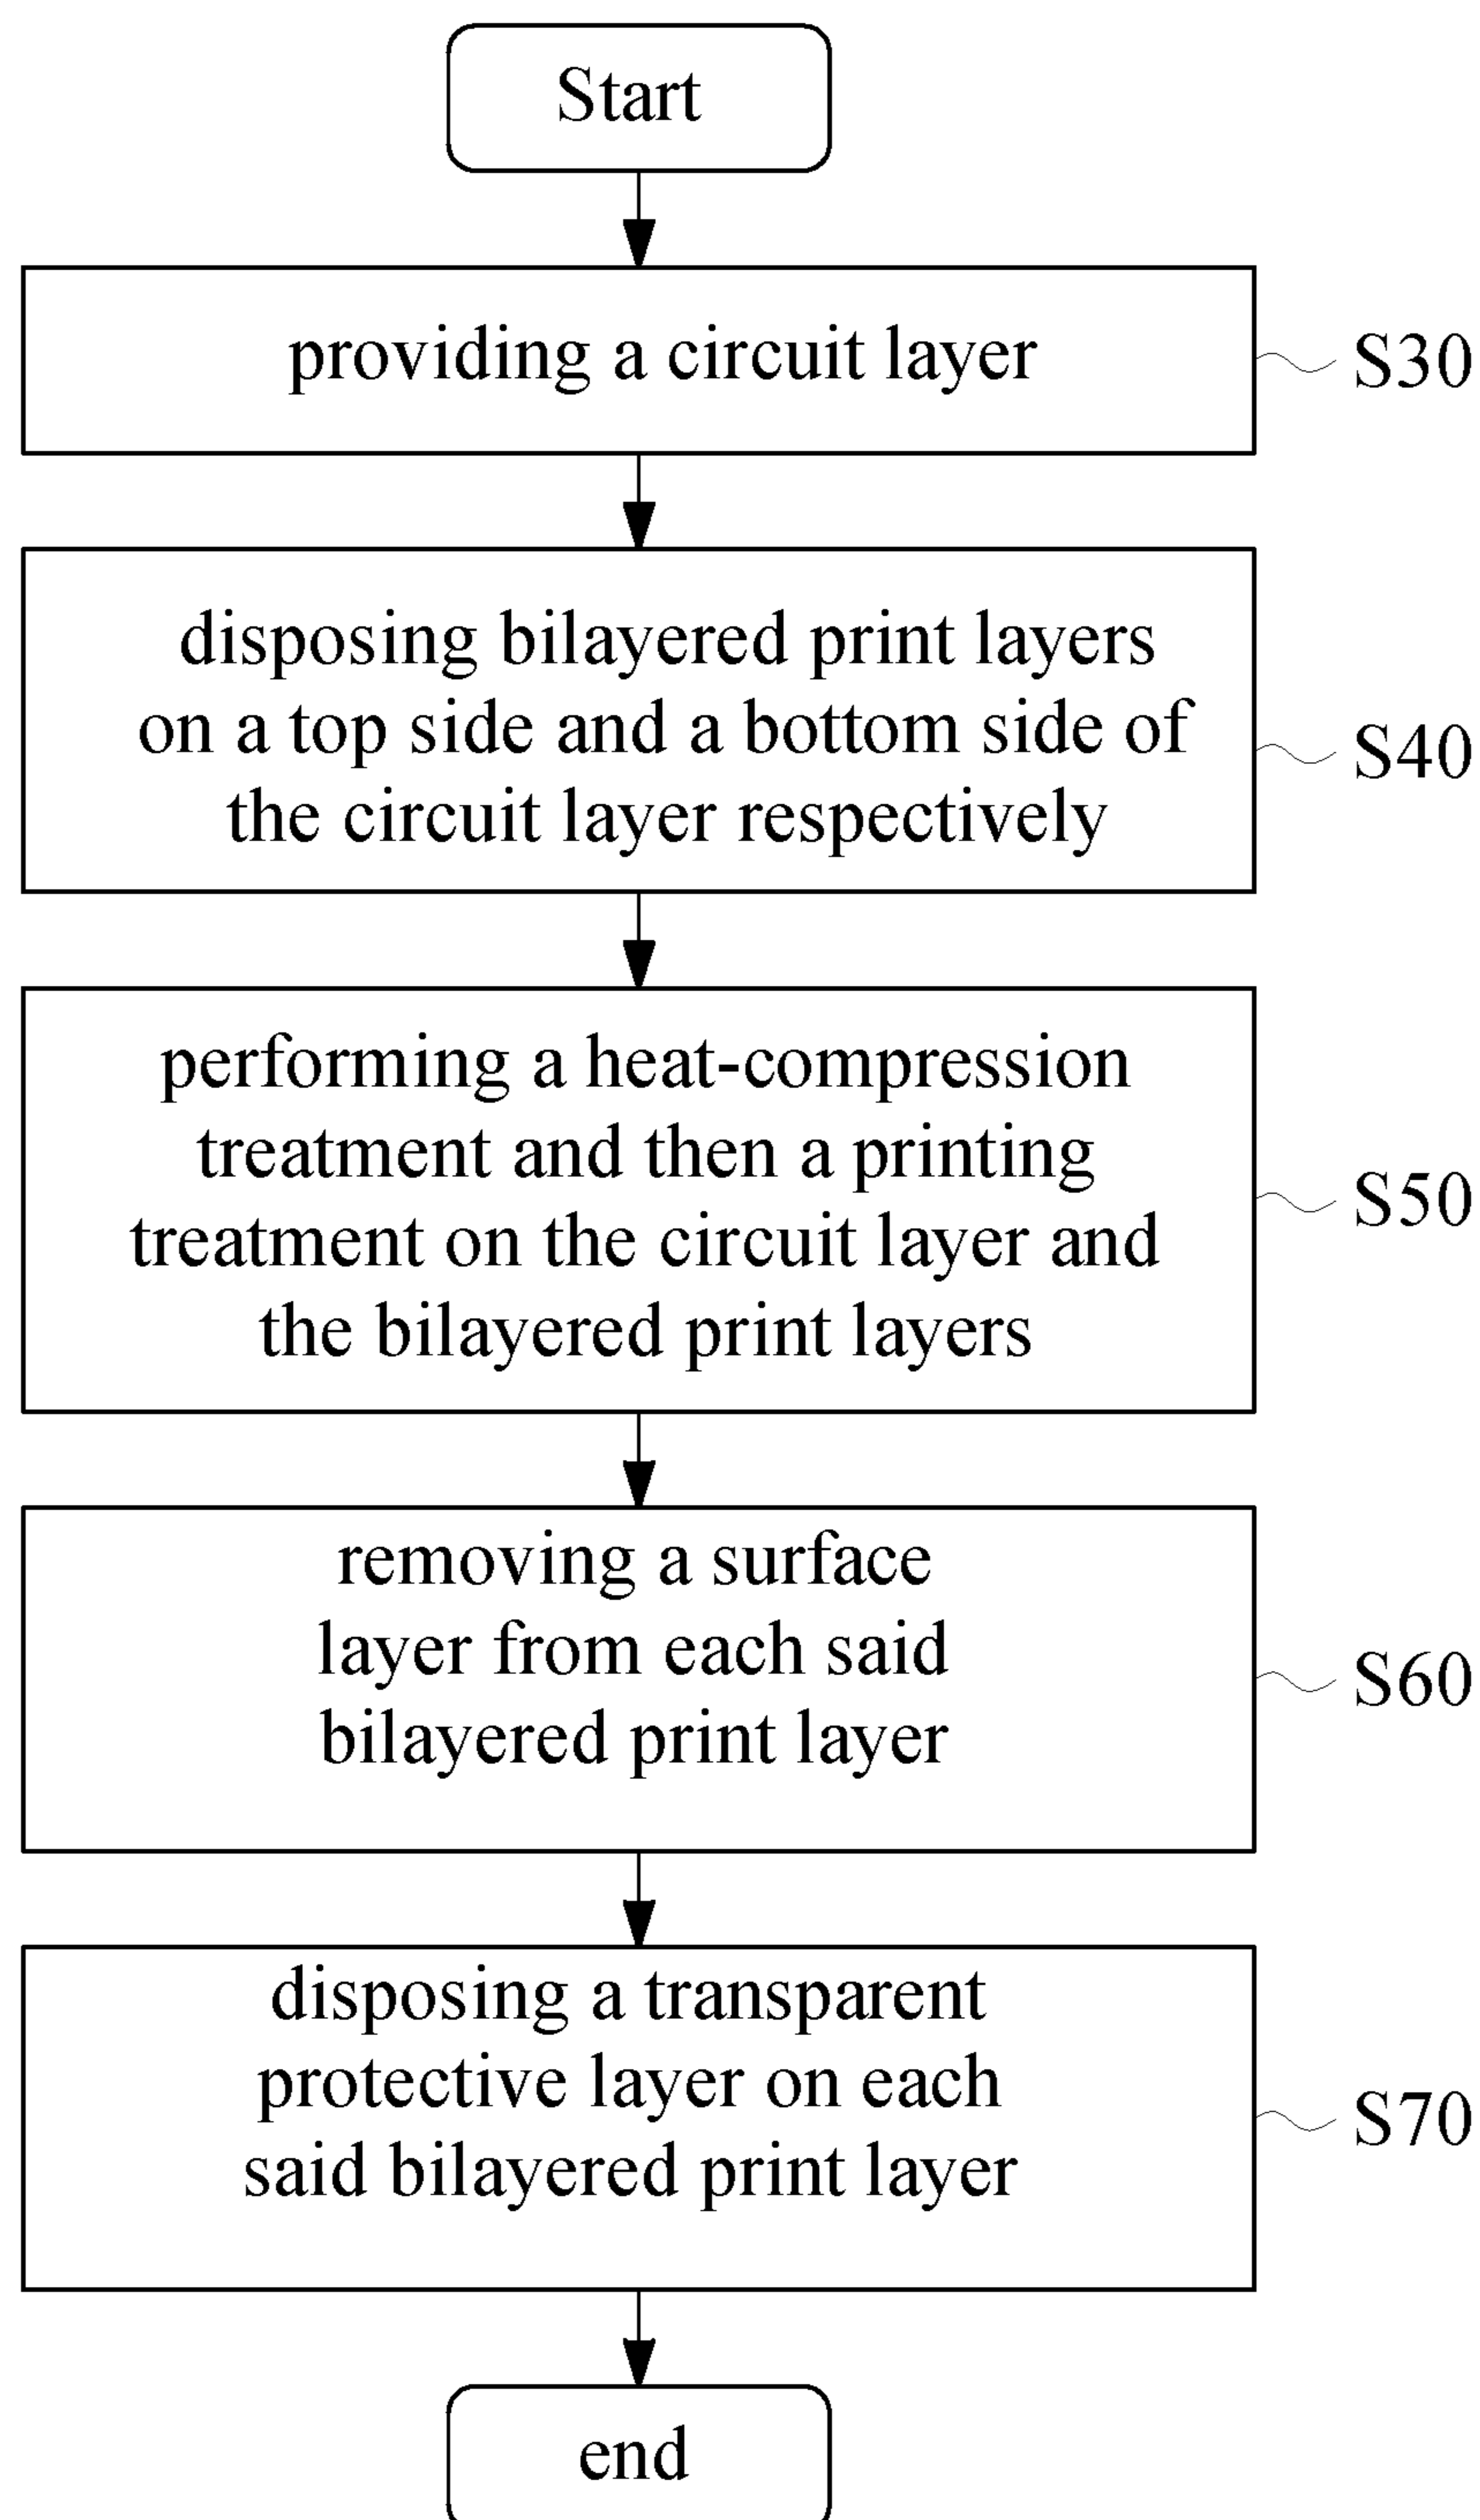 Start
providing a circuit layer
S30
disposing bilayered print layers
on a top side and a bottom side of
the circuit layer respectively
S40
performing a heat-compression
treatment and then a printing
treatment on the circuit layer and
the bilayered print layers
S50
removing a surface
layer from each said
bilayered print layer
S60
disposing a transparent
protective layer on each
said bilayered print layer
S70
end